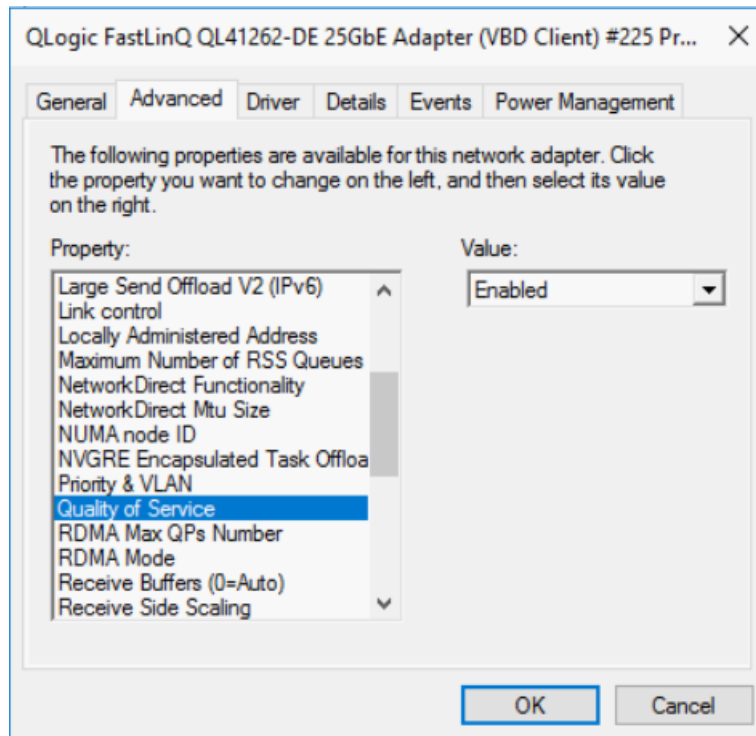 QLogic FastLinQ QL41262-DE 25GbE Adapter (VBD Client) #225 Pr...
General Advanced Driver Details Events Power Management
The following properties are available for this network adapter. Click
the property you want to change on the left, and then select its value
on the right.
Property: Value:
Large Send Offload V2 (IPv6) Enabled
Link control
Locally Administered Address
Maximum Number of RSS Queues
NetworkDirect Functionality
NetworkDirect Mtu Size
NUMA node ID
NVGRE Encapsulated Task Offloa
Priority & VLAN
Quality of Service
RDMA Max QPs Number
RDMA Mode
Receive Buffers (0=Auto)
Receive Side Scaling
OK Cancel